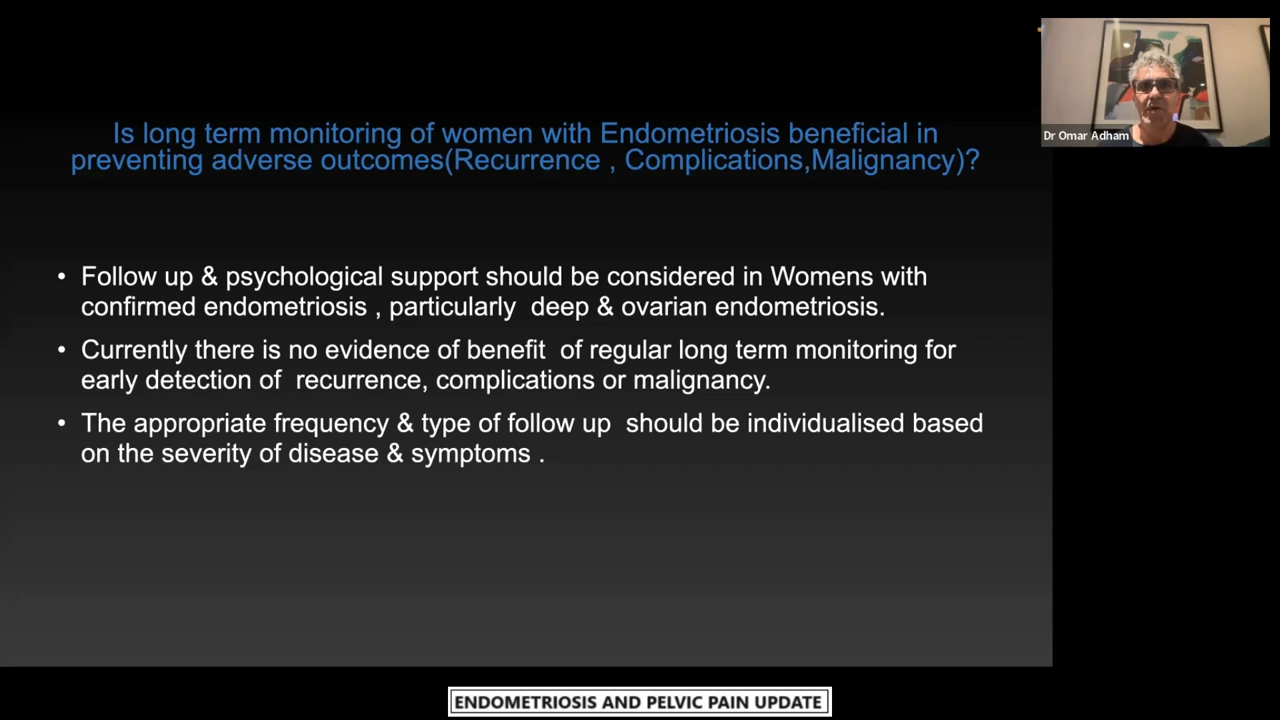 Is long term monitoring of women with Endometriosis beneficial in
preventing adverse outcomes(Recurrence , Complications,Malignancy)?
Dr Omar Adham
• Follow up & psychological support should be considered in Womens with
confirmed endometriosis , particularly deep & ovarian endometriosis.
• Currently there is no evidence of benefit of regular long term monitoring for
early detection of recurrence, complications or malignancy.
• The appropriate frequency & type of follow up should be individualised based
on the severity of disease & symptoms .
ENDOMETRIOSIS AND PELVIC PAIN UPDATE